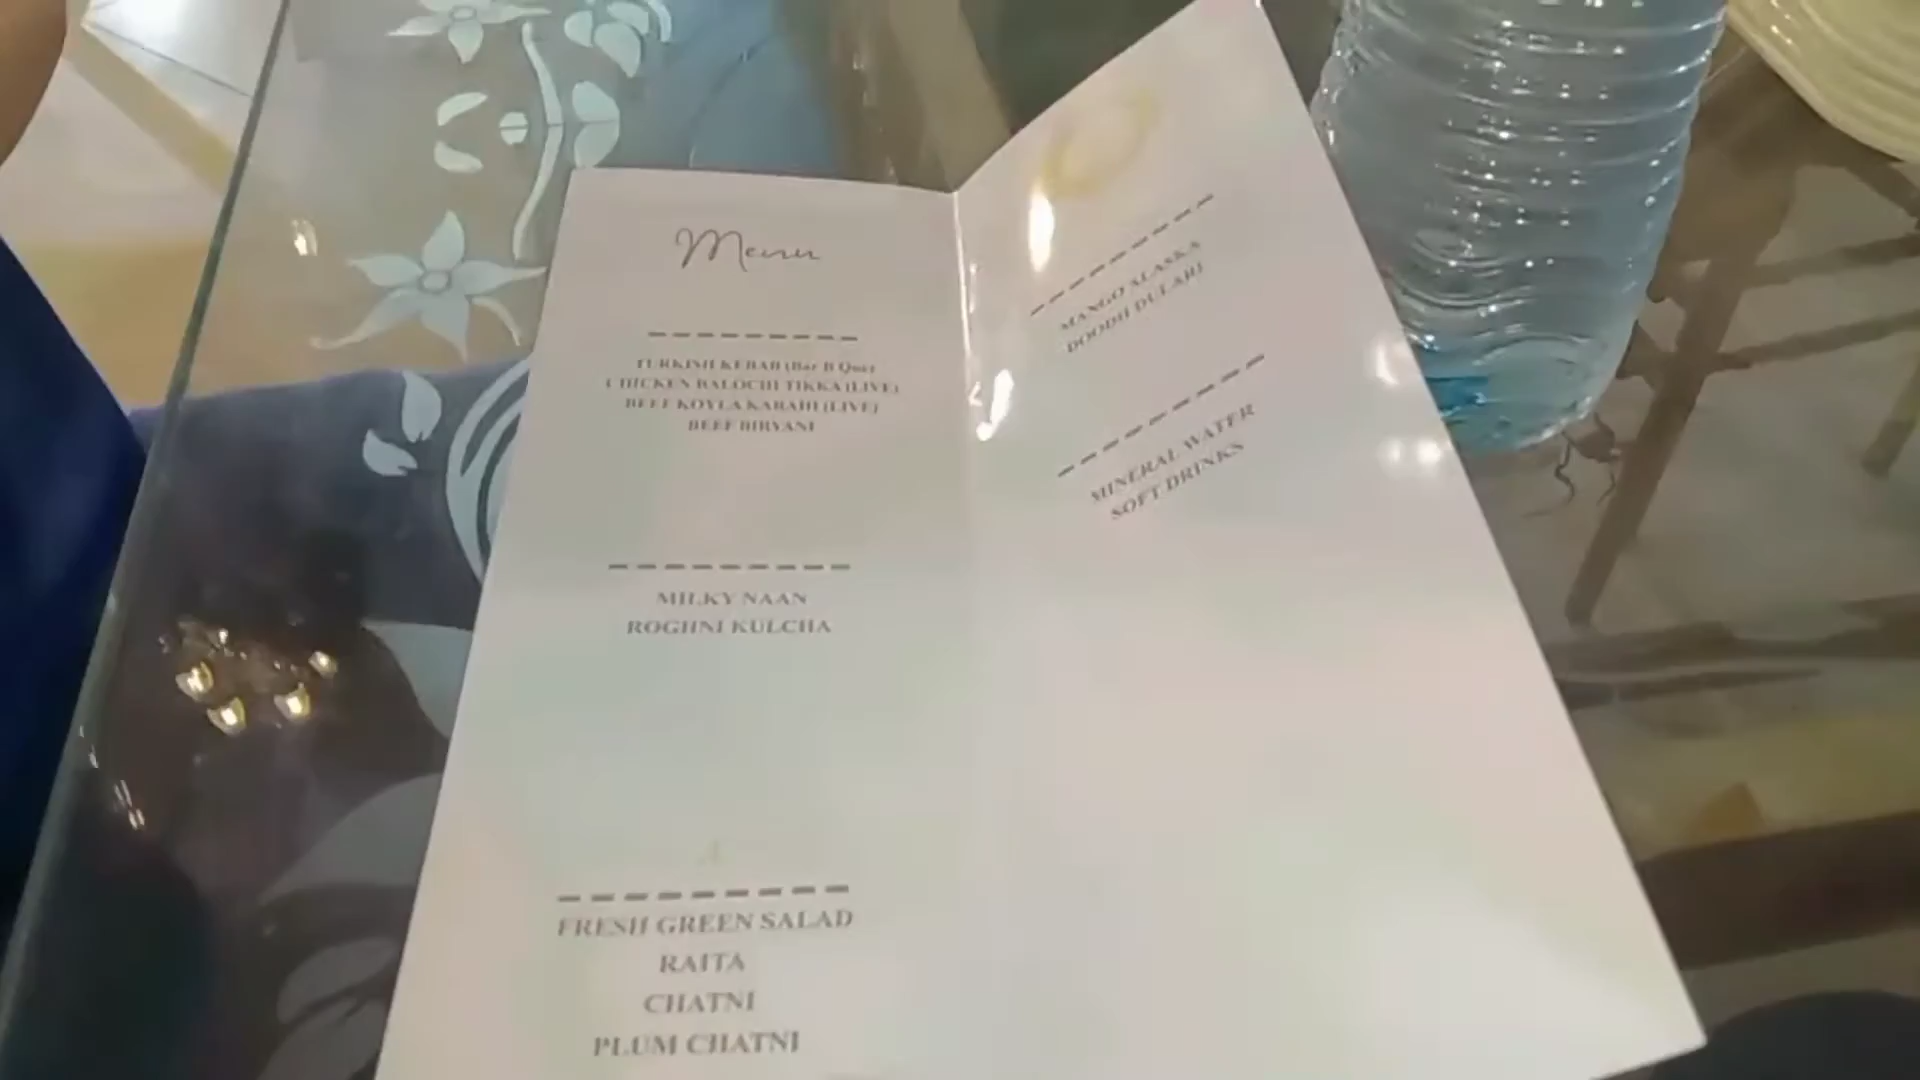 Menu
TURKISH KEBAB (Bar B Que)
CHICKEN BALOCHI TIKKA (LIVE)
BEEF KOYLA KARAHI (LIVE)
BEEF BIRYANI
MILKY NAAN
ROGHNI KULCHA
FRESH GREEN SALAD
RAITA
CHATNI
PLUM CHATNI
MANGO ALASKA
DOODH DULARI
MINERAL WATER
SOFT DRINKS